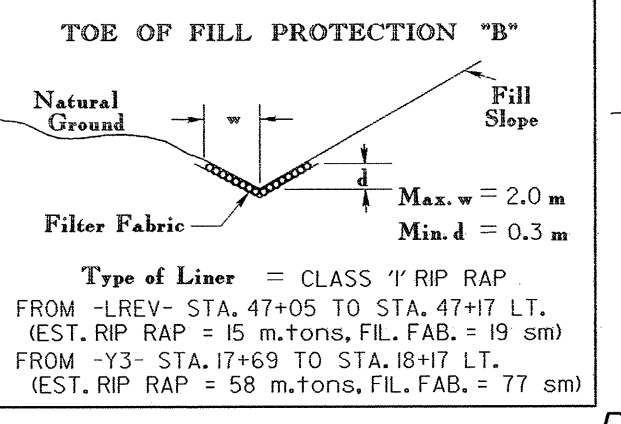 TOE OF FILL PROTECTION "B"
Natural
Ground
w
Fill
Slope
d
Filter Fabric
Max. w = 2.0 m
Min. d = 0.3 m
Type of Liner = CLASS 'I' RIP RAP
FROM -LREV- STA. 47+05 TO STA. 47+17 LT.
(EST. RIP RAP = 15 m.tons, FIL. FAB. = 19 sm)
FROM -Y3- STA. 17+69 TO STA. 18+17 LT.
(EST. RIP RAP = 58 m.tons, FIL. FAB. = 77 sm)